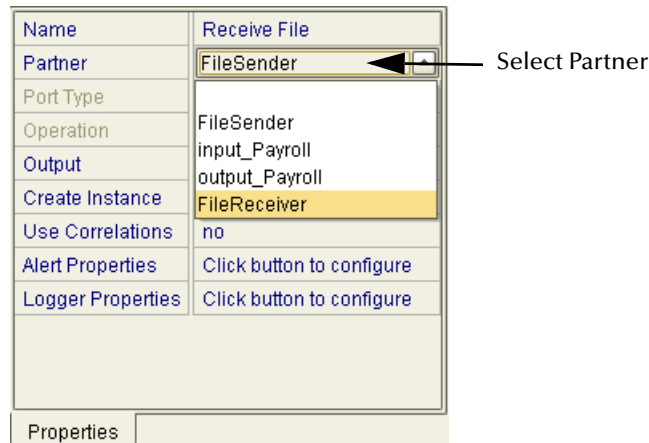 Name Receive File
Partner FileSender Select Partner
Port Type
FileSender
Operation
input_Payroll
Output
output_Payroll
Create Instance
FileReceiver
Use Correlations no
Alert Properties Click button to configure
Logger Properties Click button to configure
Properties